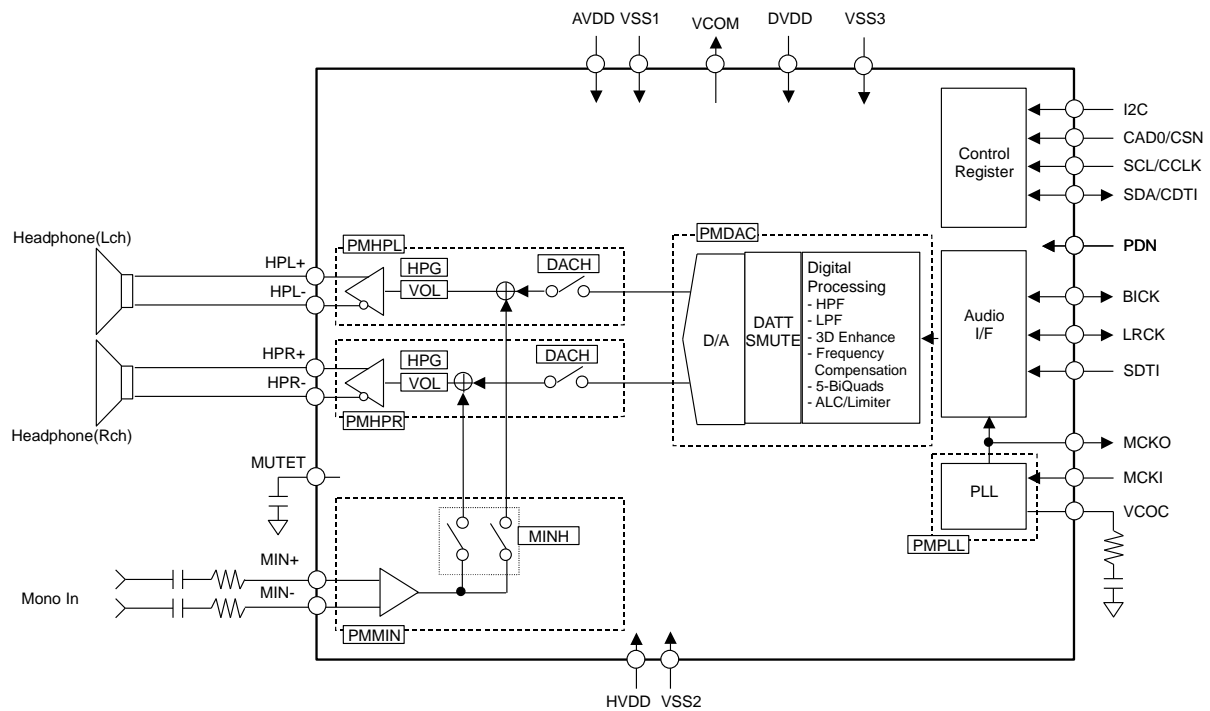 AVDD VSS1 VCOM DVDD VSS3
I2C
CAD0/CSN
SCL/CCLK
SDA/CDTI
Control
Register
PDN
BICK
LRCK
SDTI
Audio
I/F
MCKO
MCKI
VCOC
PLL
PMPLL
PMDAC
D/A
DATT
SMUTE
Digital
Processing
- HPF
- LPF
- 3D Enhance
- Frequency
Compensation
- 5-BiQuads
- ALC/Limiter
Headphone(Lch)
HPL+
HPL-
PMHPL
HPG
VOL
DACH
HPR+
HPR-
Headphone(Rch)
HPG
VOL
DACH
PMHPR
MUTET
MINH
MIN+
MIN-
Mono In
PMMIN
HVDD VSS2